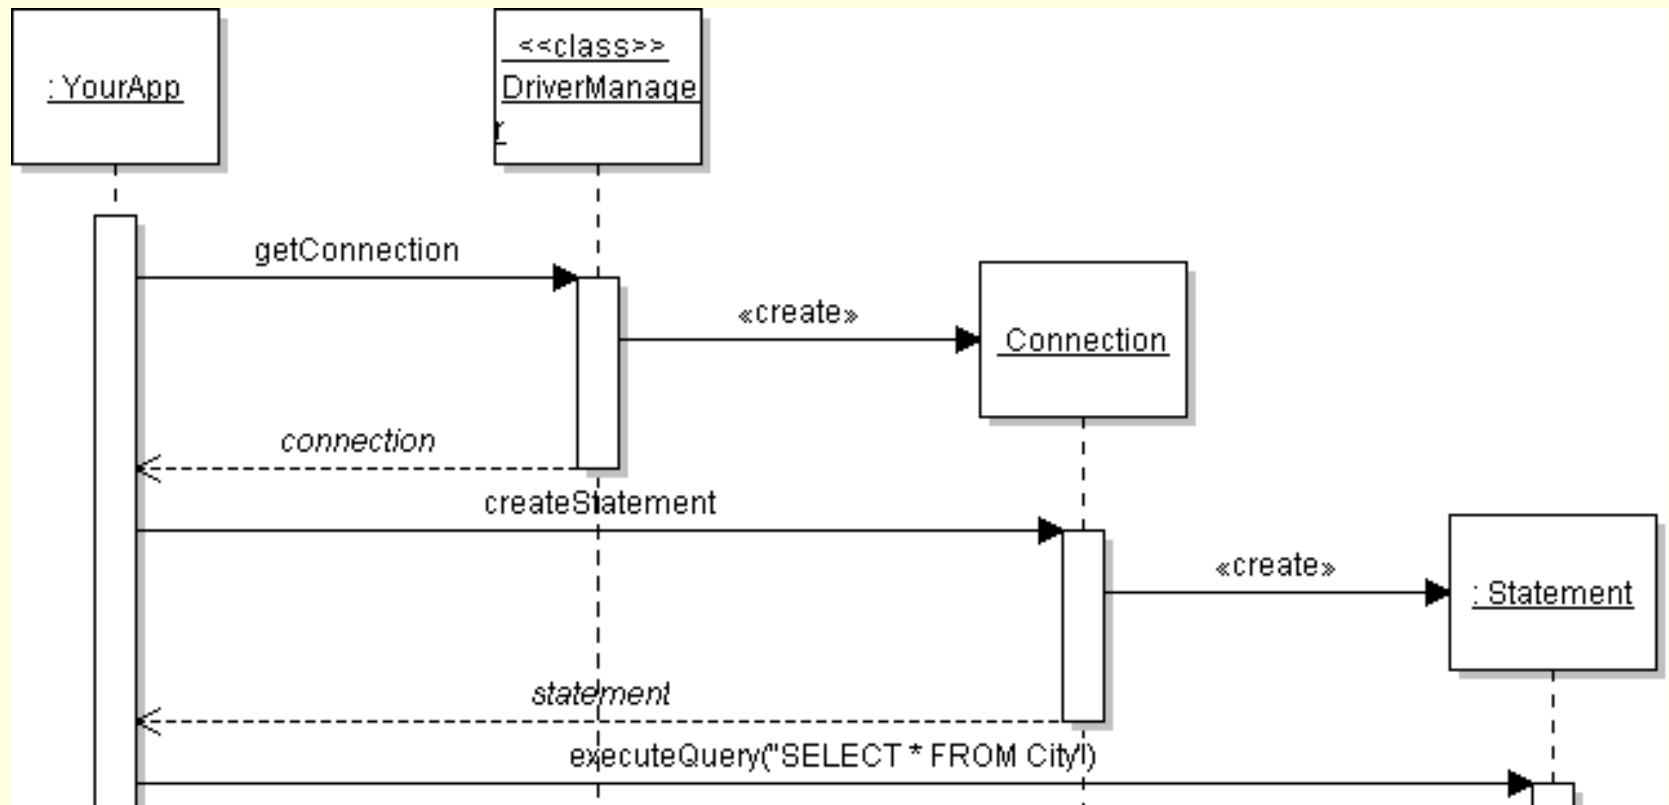 : YourApp
<<class>>
DriverManage
r
getConnection
«create»
Connection
connection
createStatement
«create»
: Statement
statement
executeQuery("SELECT * FROM City")